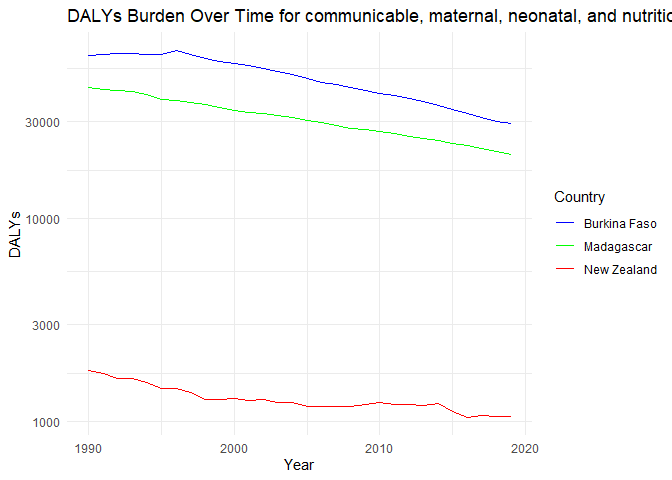 DALYs Burden Over Time for communicable, maternal, neonatal, and nutritic
30000
10000
3000
1000
DALYs
1990
2000
2010
2020
Year
Country
Burkina Faso
Madagascar
New Zealand